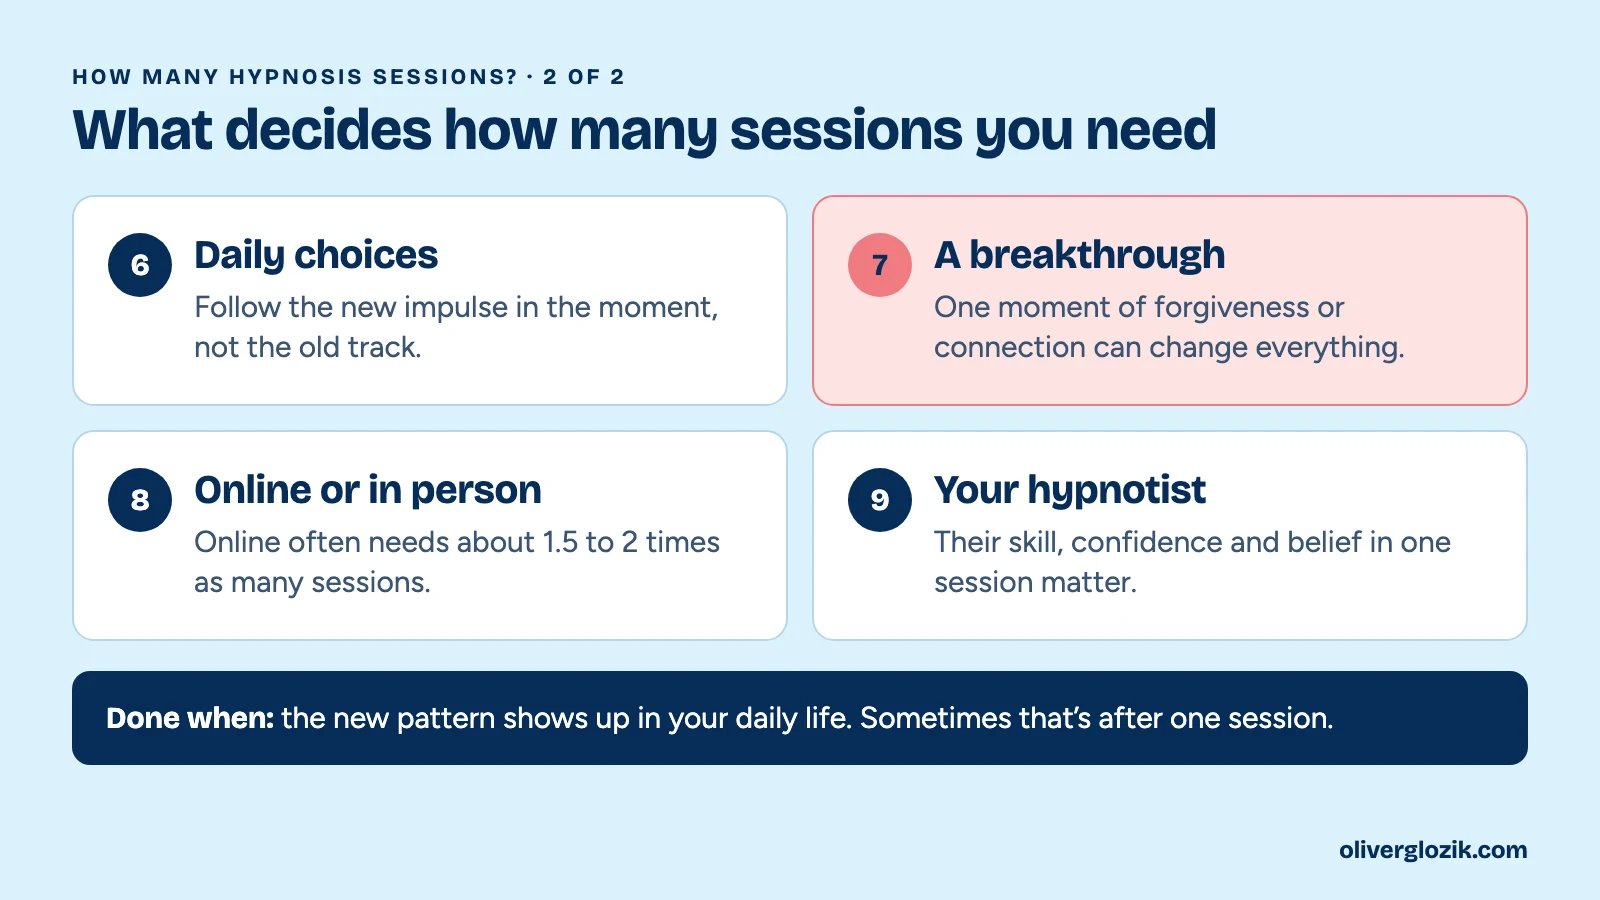 HOW MANY HYPNOSIS SESSIONS? · 2 OF 2
What decides how many sessions you need
6
Daily choices
Follow the new impulse in the moment,
not the old track.
7
A breakthrough
One moment of forgiveness or
connection can change everything.
8
Online or in person
Online often needs about 1.5 to 2 times
as many sessions.
9
Your hypnotist
Their skill, confidence and belief in one
session matter.
Done when: the new pattern shows up in your daily life. Sometimes that’s after one session.
oliverglozik.com